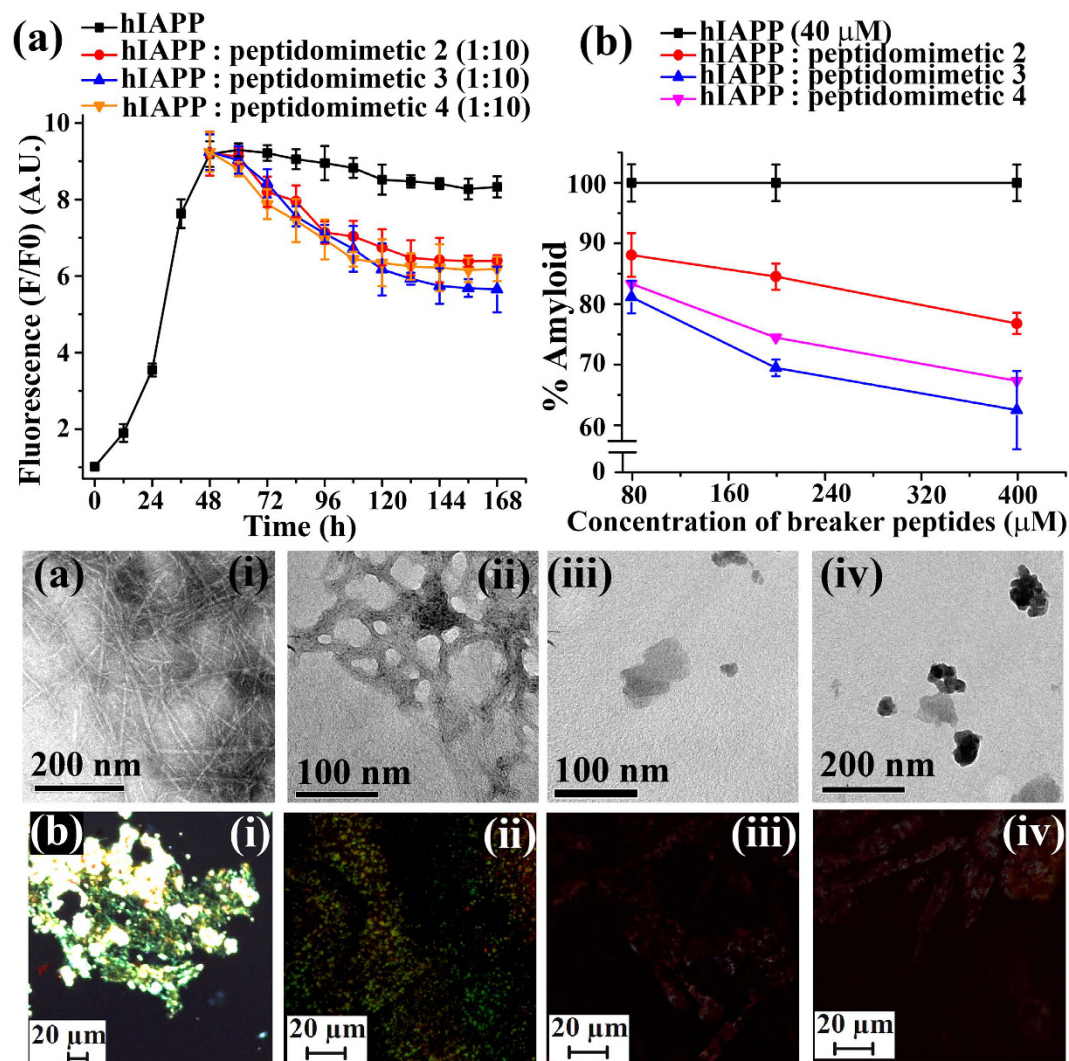 (a)
hIAPP
hIAPP : peptidomimetic 2 (1:10)
hIAPP : peptidomimetic 3 (1:10)
hIAPP : peptidomimetic 4 (1:10)
Fluorescence (F/F0) (A.U.)
10
8
6
4
2
0 24 48 72 96 120 144 168
Time (h)
(b)
hIAPP (40 µM)
hIAPP : peptidomimetic 2
hIAPP : peptidomimetic 3
hIAPP : peptidomimetic 4
% Amyloid
100
90
80
70
60
0
80 160 240 320 400
Concentration of breaker peptides (µM)
(a) (i) (ii) (iii) (iv)
200 nm 100 nm 100 nm 200 nm
(b) (i) (ii) (iii) (iv)
20 µm 20 µm 20 µm 20 µm